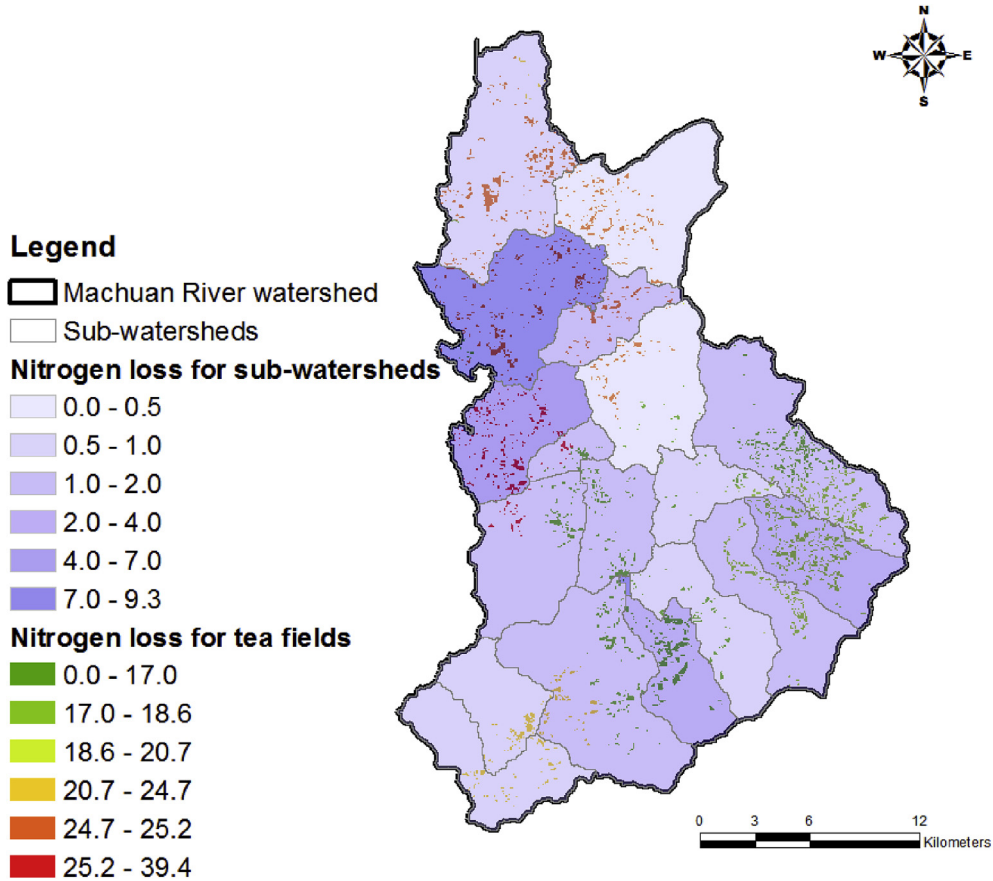 N
W E
S
Legend
Machuan River watershed
Sub-watersheds
Nitrogen loss for sub-watersheds
0.0 - 0.5
0.5 - 1.0
1.0 - 2.0
2.0 - 4.0
4.0 - 7.0
7.0 - 9.3
Nitrogen loss for tea fields
0.0 - 17.0
17.0 - 18.6
18.6 - 20.7
20.7 - 24.7
24.7 - 25.2
25.2 - 39.4
0 3 6 12
Kilometers